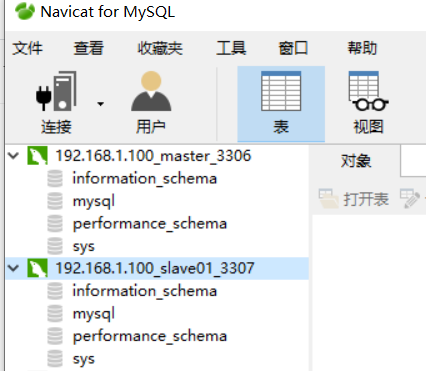 Navicat for MySQL
文件 查看 收藏夹 工具 窗口 帮助
连接 用户 表 视图
192.168.1.100_master_3306
information_schema
mysql
performance_schema
sys
192.168.1.100_slave01_3307
information_schema
mysql
performance_schema
sys
对象
打开表